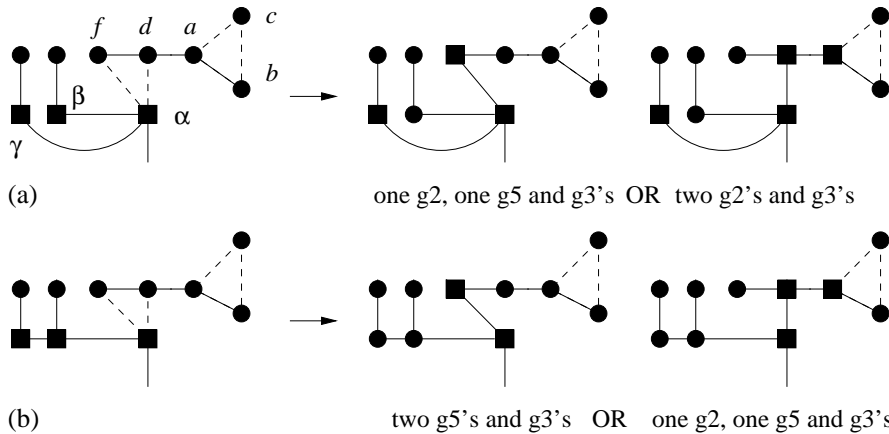 f d a c
b
β
α
γ
(a)
one g2, one g5 and g3's OR two g2's and g3's
(b)
two g5's and g3's OR one g2, one g5 and g3's